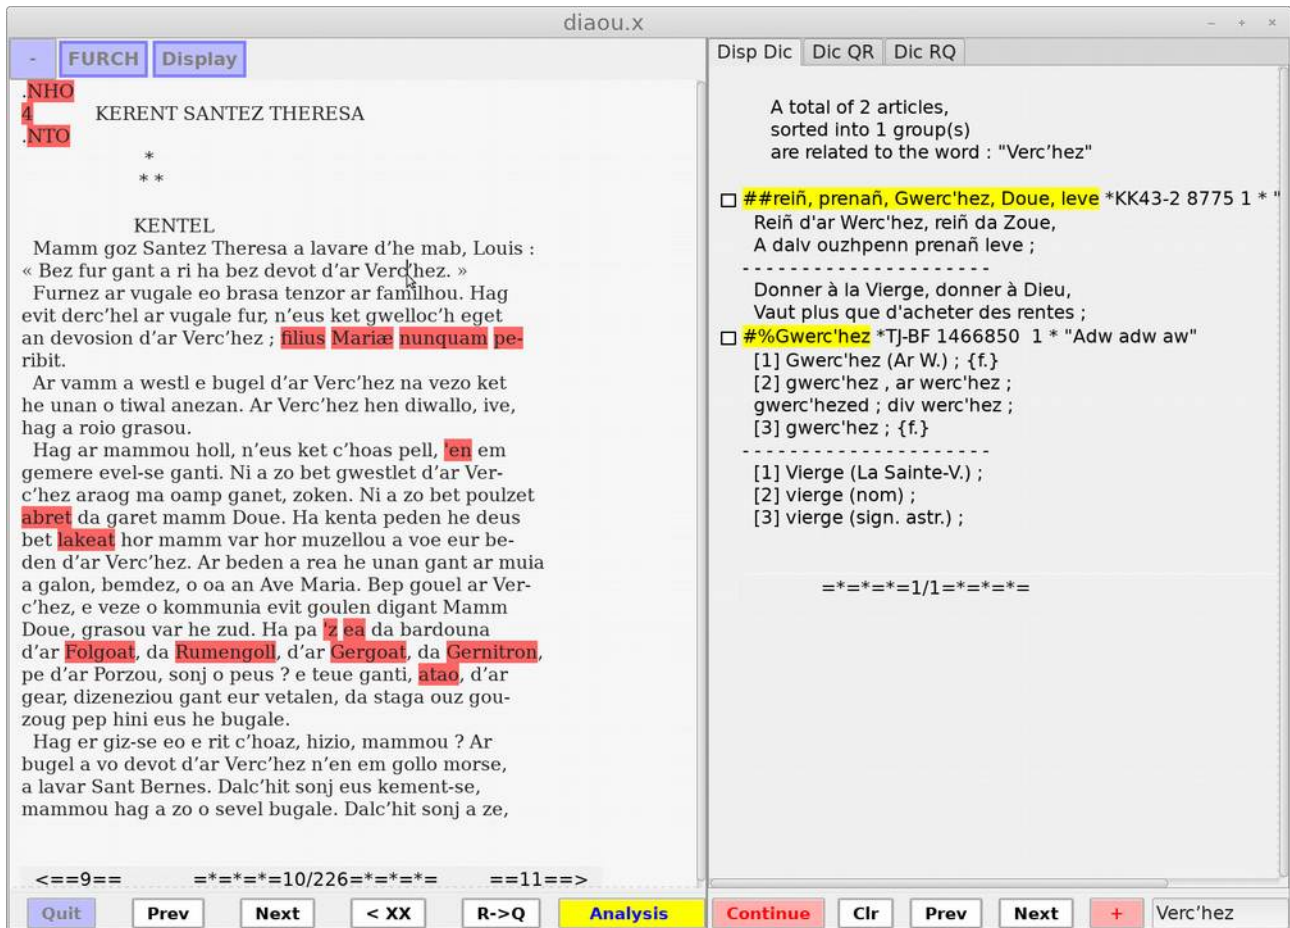 diaou.x
- FURCH Display
.NHO
4 KERENT SANTEZ THERESA
.NTO
*
* *
KENTEL
Mamm goz Santez Theresa a lavare d’he mab, Louis :
« Bez fur gant a ri ha bez devot d’ar Verc’hez. »
Furnez ar vugale eo brasa tenzor ar familhou. Hag
evit derc’hel ar vugale fur, n’eus ket gwelloc’h eget
an devosion d’ar Verc’hez ; filius Mariæ nunquam pe-
ribit.
Ar vamm a westl e bugel d’ar Verc’hez na vezo ket
he unan o tiwal anezan. Ar Verc’hez hen diwallo, ive,
hag a roio grasou.
Hag ar mammou holl, n’eus ket c’hoas pell, 'en em
gemere evel-se ganti. Ni a zo bet gwestlet d’ar Ver-
c’hez araog ma oamp ganet, zoken. Ni a zo bet poulzet
abret da garet mamm Doue. Ha kenta peden he deus
bet lakeat hor mamm var hor muzellou a voe eur be-
den d’ar Verc’hez. Ar beden a rea he unan gant ar muia
a galon, bemdez, o oa an Ave Maria. Bep gouel ar Ver-
c’hez, e veze o kommunia evit goulen digant Mamm
Doue, grasou var he zud. Ha pa 'z ea da bardouna
d’ar Folgoat, da Rumengoll, d’ar Gergoat, da Gernitron,
pe d’ar Porzou, sonj o peus ? e teue ganti, atao, d’ar
gear, dizeneziou gant eur vetalen, da staga ouz gou-
zoug pep hini eus he bugale.
Hag er giz-se eo e rit c’hoaz, hizio, mammou ? Ar
bugel a vo devot d’ar Verc’hez n’en em gollo morse,
a lavar Sant Bernes. Dalc’hit sonj eus kement-se,
mammou hag a zo o sevel bugale. Dalc’hit sonj a ze,
<==9== =*=*=*=10/226=*=*=*= ==11==>
Quit Prev Next < XX R->Q Analysis
Disp Dic Dic QR Dic RQ
A total of 2 articles,
sorted into 1 group(s)
are related to the word : "Verc’hez"
##reiñ, prenañ, Gwerc'hez, Doue, leve *KK43-2 8775 1 * "
Reiñ d'ar Werc'hez, reiñ da Zoue,
A dalv ouzhpenn prenañ leve ;
- - - - - - - - - - - - - - - - - - - - -
Donner à la Vierge, donner à Dieu,
Vaut plus que d'acheter des rentes ;
#%Gwerc'hez *TJ-BF 1466850 1 * "Adw adw aw"
[1] Gwerc'hez (Ar W.) ; {f.}
[2] gwerc'hez , ar werc'hez ;
gwerc'hezed ; div werc'hez ;
[3] gwerc'hez ; {f.}
- - - - - - - - - - - - - - - - - - - - -
[1] Vierge (La Sainte-V.) ;
[2] vierge (nom) ;
[3] vierge (sign. astr.) ;
=*=*=*=1/1=*=*=*=
Continue Clr Prev Next + Verc’hez